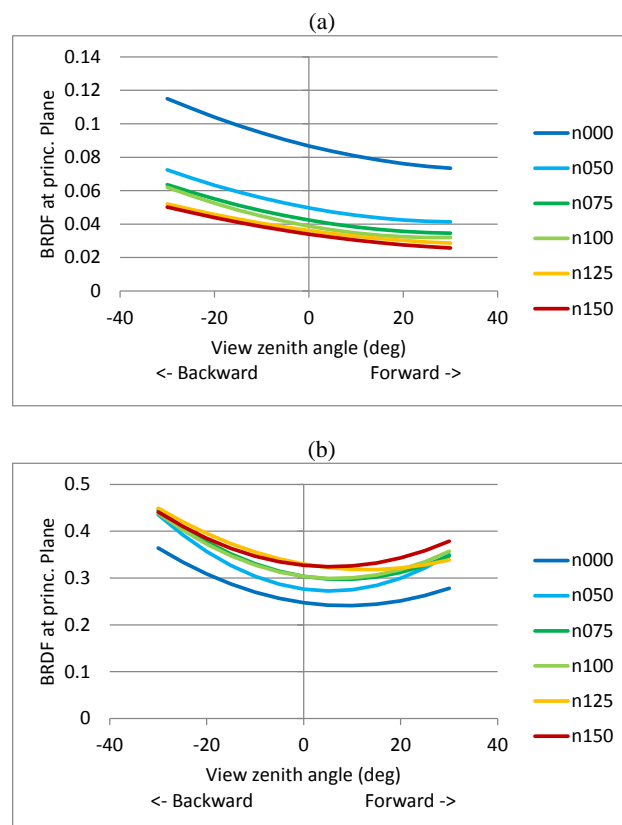 (a)
BRDF at princ. Plane
0.14
0.12
0.1
0.08
0.06
0.04
0.02
0
-40
-20
0
20
40
View zenith angle (deg)
<- Backward
Forward ->
n000
n050
n075
n100
n125
n150
(b)
BRDF at princ. Plane
0.5
0.4
0.3
0.2
0.1
0
-40
-20
0
20
40
View zenith angle (deg)
<- Backward
Forward ->
n000
n050
n075
n100
n125
n150